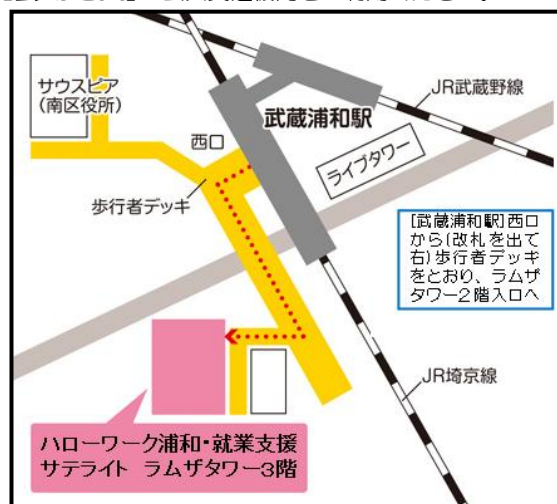 サウスピア
(南区役所)
西口
武蔵浦和駅
JR武蔵野線
ライブタワー
歩行者デッキ
[武蔵浦和駅]西口
から(改札を出て
右)歩行者デッキ
をとおり、ラムザ
タワー2階入口へ
JR埼京線
ハローワーク浦和・就業支援
サテライト ラムザタワー3階